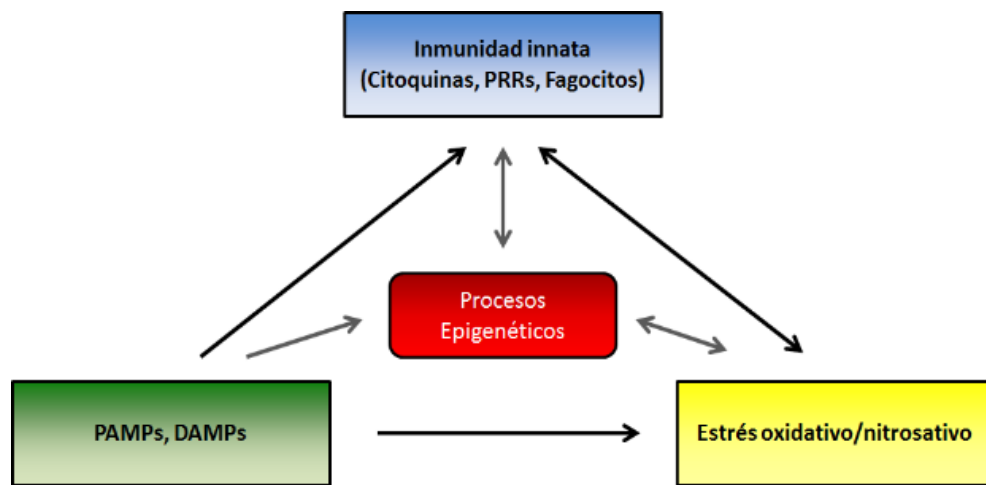 Inmunidad innata
(Citoquinas, PRRs, Fagocitos)
Procesos
Epigenéticos
PAMPs, DAMPs
Estrés oxidativo/nitrosativo